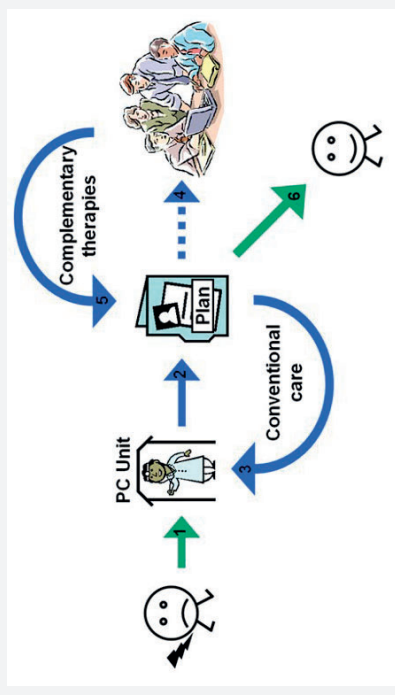 1
PC Unit
2
Plan
3
Conventional
care
4
5
Complementary
therapies
6